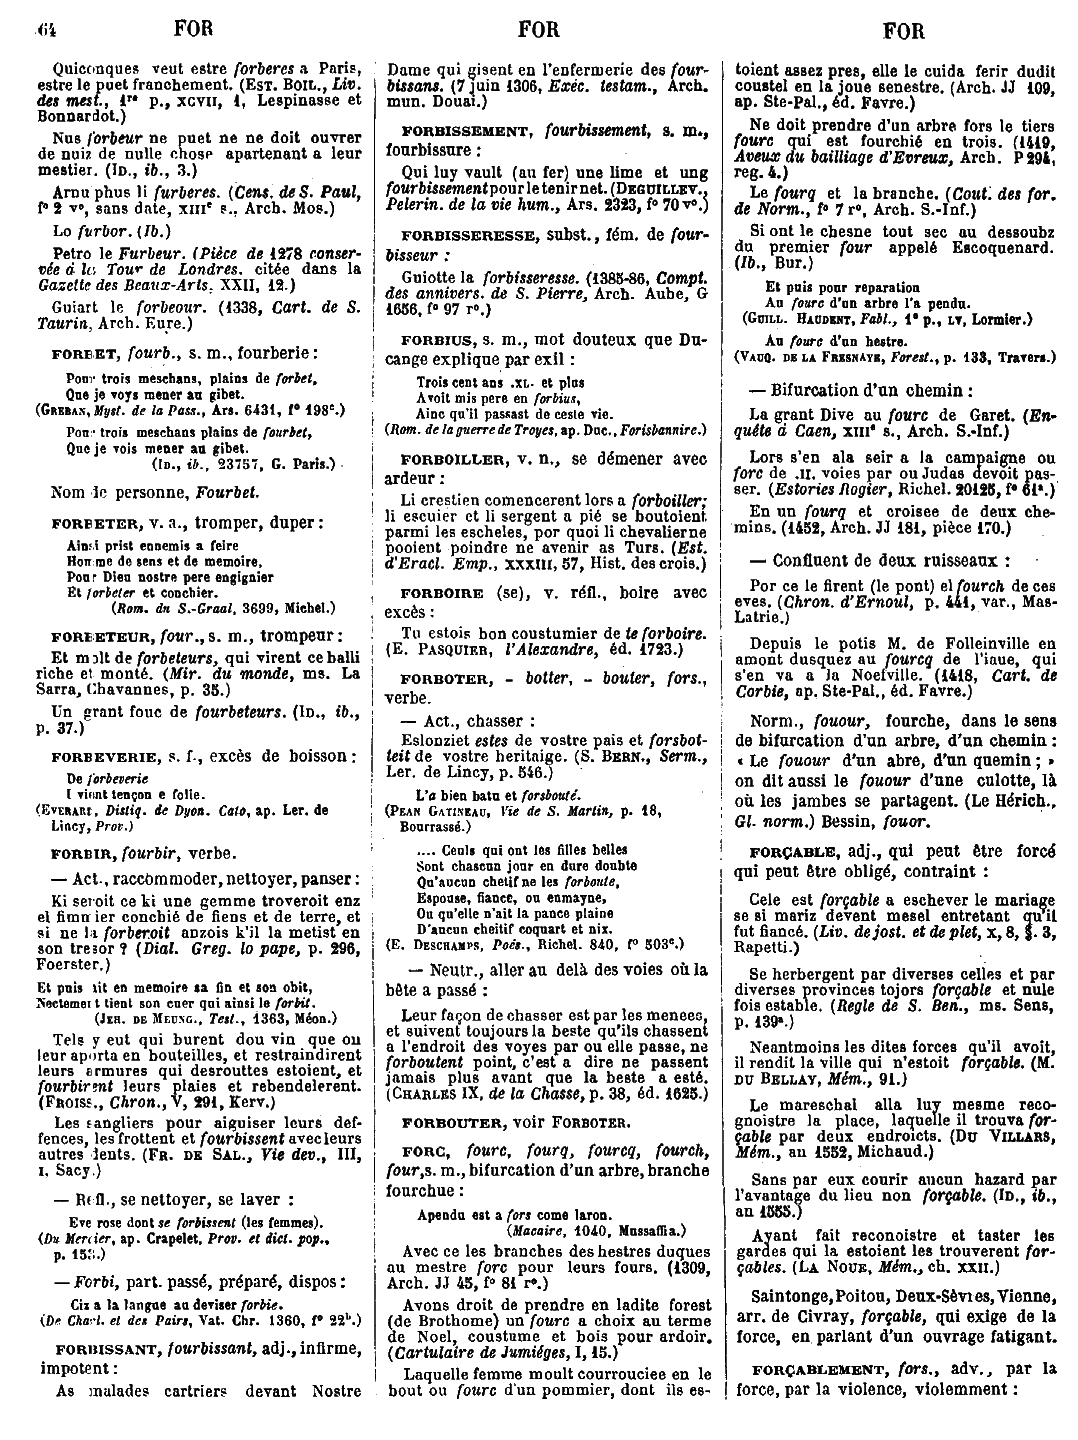 64 FOR FOR FOR
Quiconques veut estre forberes a Paris,
estre le puet franchement. (EST. BOIL., Liv.
des mest., 1re p., XCVII, 1, Lespinasse et
Bonnardot.)
Nus forbeur ne puet ne ne doit ouvrer
de nuiz de nulle chose apartenant a leur
mestier. (ID., ib., 3.)
Arnu phus li furberes. (Cens. de S. Paul,
f° 2 v°, sans date, XIIIe s., Arch. Mos.)
Lo furbor. (Ib.)
Petro le Furbeur. (Pièce de 1278 conser-
vée à la Tour de Londres. citée dans la
Gazette des Beaux-Arts, XXII, 12.)
Guiart le forbeour. (1338, Cart. de S.
Taurin, Arch. Eure.)
FORBET, fourb., s. m., fourberie :
Pour trois meschans, plains de forbet,
Que je voys mener au gibet.
(GREBAN, Myst. de la Pass., Ars. 6431, f° 198c.)
Pour trois meschans plains de fourbet,
Que je vois mener au gibet.
(ID., ib., 23757, G. Paris.)
Nom de personne, Fourbet.
FORBETER, v. a., tromper, duper :
Ainsi prist ennemis a feire
Homme de sens et de memoire,
Pour Dieu nostre pere engignier
Et forbeter et conchier.
(Rom. du S.-Graal, 3699, Michel.)
FORBETEUR, four., s. m., trompeur :
Et molt de forbeteurs, qui virent ce balli
riche et monté. (Mir. du monde, ms. La
Sarra, Chavannes, p. 35.)
Un grant fouc de fourbeteurs. (ID., ib.,
p. 37.)
FORBEVERIE, s. f., excès de boisson :
De forbeverie
I vient tençon e folie.
(EVERART, Distiq. de Dyon. Cato, ap. Ler. de
Lincy, Prov.)
FORBIR, fourbir, verbe.
— Act., raccommoder, nettoyer, panser :
Ki seroit ce ki une gemme troveroit enz
el fimmier conchié de fiens et de terre, et
si ne la forberoit anzois k'il la metist en
son tresor ? (Dial. Greg. lo pape, p. 296,
Foerster.)
Et puis ait en memoire sa fin et son obit,
Nectement tient son cuer qui ainsi le forbit.
(JEH. DE MEUNG., Test., 1363, Méon.)
Tels y eut qui burent dou vin que on
leur aporta en bouteilles, et restraindirent
leurs armures qui desrouttes estoient, et
fourbirent leurs plaies et rebendelerent.
(FROISS., Chron., V, 291, Kerv.)
Les sangliers pour aiguiser leurs def-
fences, les frottent et fourbissent avec leurs
autres dents. (FR. DE SAL., Vie dev., III,
I, Sacy.)
— Refl., se nettoyer, se laver :
Eve rose dont se forbissent (les femmes).
(Du Mercier, ap. Crapelet, Prov. et dict. pop.,
p. 153.)
— Forbi, part. passé, préparé, dispos :
Ciz a la langue au deviser forbie.
(De Charl. et des Pairs, Vat. Chr. 1360, f° 22b.)
FORBISSANT, fourbissant, adj., infirme,
impotent :
As malades cartriers devant Nostre
Dame qui gisent en l'enfermerie des four-
bissans. (7 juin 1306, Exéc. testam., Arch.
mun. Douai.)
FORBISSEMENT, fourbissement, s. m.,
fourbissure :
Qui luy vault (au fer) une lime et ung
fourbissement pour le tenir net. (DEGUILLEV.,
Pelerin. de la vie hum., Ars. 2323, f° 70 v°.)
FORBISSERESSE, subst., fém. de four-
bisseur :
Guiotte la forbisseresse. (1385-86, Compt.
des annivers. de S. Pierre, Arch. Aube, G
1656, f° 97 r°.)
FORBIUS, s. m., mot douteux que Du-
cange explique par exil :
Trois cent ans .XL. et plus
Avoit mis pere en forbius,
Ainc qu'il passast de ceste vie.
(Rom. de la guerre de Troyes, ap. Duc., Forisbannire.)
FORBOILLER, v. n., se démener avec
ardeur :
Li crestien comencerent lors a forboiller;
li escuier et li sergent a pié se boutoient
parmi les escheles, por quoi li chevalierne
pooient poindre ne avenir as Turs. (Est.
d'Eracl. Emp., XXXIII, 57, Hist. des crois.)
FORBOIRE (se), v. réfl., boire avec
excès :
Tu estois bon coustumier de te forboire.
(E. PASQUIER, l'Alexandre, éd. 1723.)
FORBOTER, - botter, - bouter, fors.,
verbe.
— Act., chasser :
Eslonziet estes de vostre pais et forsbot-
teit de vostre heritaige. (S. BERN., Serm.,
Ler. de Lincy, p. 546.)
L'a bien batu et forsbouté.
(PEAN GATINEAU, Vie de S. Martin, p. 18,
Bourrassé.)
.... Ceuls qui ont les filles belles
Sont chascun jour en dure doubte
Qu'aucun chetif ne les forboute,
Espouse, fiance, ou enmayne,
Ou qu'elle n'ait la pance plaine
D'aucun cheitif coquart et nix.
(E. DESCHAMPS, Poés., Richel. 840, f° 503c.)
— Neutr., aller au delà des voies où la
bête a passé :
Leur façon de chasser est par les menees,
et suivent toujours la beste qu'ils chassent
a l'endroit des voyes par ou elle passe, ne
forboutent point, c'est a dire ne passent
jamais plus avant que la beste a esté.
(CHARLES IX, de la Chasse, p. 38, éd. 1625.)
FORBOUTER, voir FORBOTER.
FORC, fourc, fourq, fourcq, fourch,
four, s. m., bifurcation d'un arbre, branche
fourchue :
Apendu est a fors come laron.
(Macaire, 1040, Mussaffia.)
Avec ce les branches des hestres duques
au mestre forc pour leurs fours. (1309,
Arch. JJ 45, f° 81 r°.)
Avons droit de prendre en ladite forest
(de Brothome) un fourc a choix au terme
de Noel, coustume et bois pour ardoir.
(Cartulaire de Jumiéges, I, 15.)
Laquelle femme moult courrouciee en le
bout ou fourc d'un pommier, dont ils es-
toient assez pres, elle le cuida ferir dudit
coustel en la joue senestre. (Arch. JJ 109,
ap. Ste-Pal., éd. Favre.)
Ne doit prendre d'un arbre fors le tiers
fourc qui est fourchié en trois. (1419,
Aveux du bailliage d'Evreux, Arch. P 294,
reg. 4.)
Le fourq et la branche. (Cout. des for.
de Norm., f° 7 r°, Arch. S.-Inf.)
Si ont le chesne tout sec au dessoubz
du premier four appelé Escoquenard.
(Ib., Bur.)
Et puis pour reparation
Au fourc d'un arbre l'a pendu.
(GUILL. HAUDENT, Fabl., 1e p., LV, Lormier.)
Au fourc d'un hestre.
(VAUQ. DE LA FRESNAYE, Forest., p. 133, Travers.)
— Bifurcation d'un chemin :
La grant Dive au fourc de Garet. (En-
quête à Caen, XIIIe s., Arch. S.-Inf.)
Lors s'en ala seir a la campaigne ou
forc de .II. voies par ou Judas devoit pas-
ser. (Estories Rogier, Richel. 20125, f° 61a.)
En un fourq et croisee de deux che-
mins. (1452, Arch. JJ 181, pièce 170.)
— Confluent de deux ruisseaux :
Por ce le firent (le pont) el fourch de ces
eves. (Chron. d'Ernoul, p. 441, var., Mas-
Latrie.)
Depuis le potis M. de Folleinville en
amont dusquez au fourcq de l'iaue, qui
s'en va a la Noefville. (1418, Cart. de
Corbie, ap. Ste-Pal., éd. Favre.)
Norm., fouour, fourche, dans le sens
de bifurcation d'un arbre, d'un chemin :
« Le fouour d'un abre, d'un quemin ; »
on dit aussi le fouour d'une culotte, là
où les jambes se partagent. (Le Hérich.,
Gl. norm.) Bessin, fouor.
FORÇABLE, adj., qui peut être forcé
qui peut être obligé, contraint :
Cele est forçable a eschever le mariage
se si mariz devent mesel entretant qu'il
fut fiancé. (Liv. de jost. et de plet, X, 8, §. 3,
Rapetti.)
Se herbergent par diverses celles et par
diverses provinces tojors forçable et nule
fois estable. (Regle de S. Ben., ms. Sens,
p. 139a.)
Neantmoins les dites forces qu'il avoit,
il rendit la ville qui n'estoit forçable. (M.
DU BELLAY, Mém., 91.)
Le mareschal alla luy mesme reco-
gnoistre la place, laquelle il trouva for-
çable par deux endroicts. (DU VILLARS,
Mém., an 1552, Michaud.)
Sans par eux courir aucun hazard par
l'avantage du lieu non forçable. (ID., ib.,
an 1555.)
Ayant fait reconoistre et taster les
gardes qui la estoient les trouverent for-
çables. (LA NOUE, Mém., ch. XXII.)
Saintonge, Poitou, Deux-Sèvres, Vienne,
arr. de Civray, forçable, qui exige de la
force, en parlant d'un ouvrage fatigant.
FORÇABLEMENT, fors., adv., par la
force, par la violence, violemment :